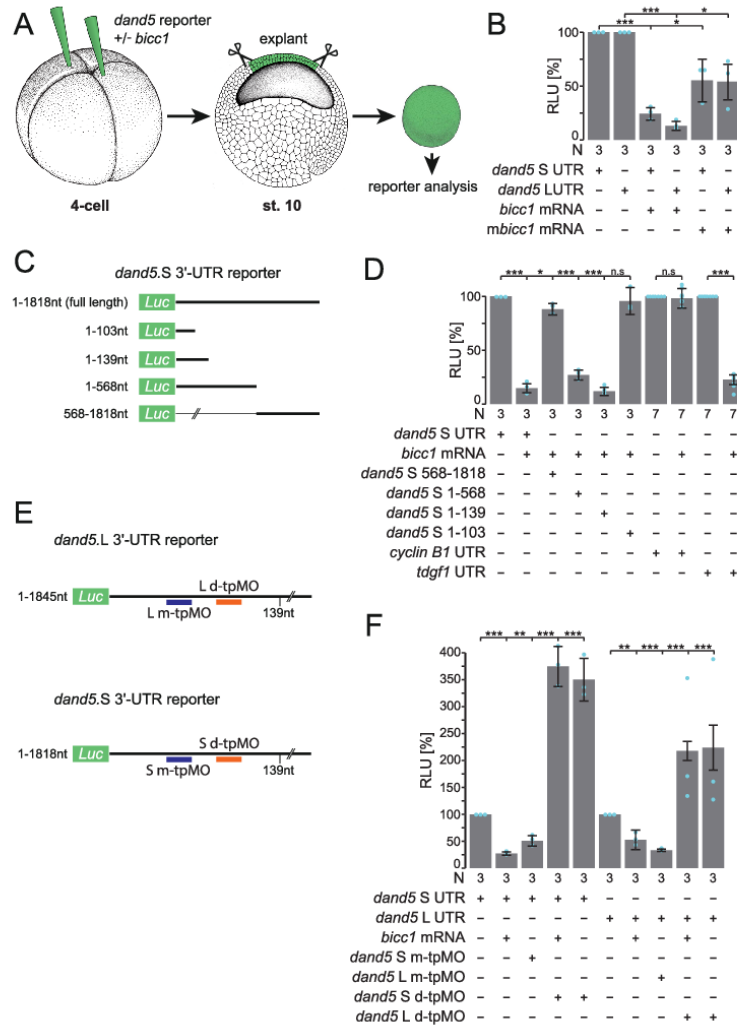 A
dand5 reporter
+/- bicc1
explant
4-cell
st. 10
reporter analysis
B
*** *
*** *
RLU [%]
100
50
0
N 3 3 3 3 3 3
dand5 S UTR + – + – + –
dand5 LUTR – + – + – +
bicc1 mRNA – – + + – –
mbicc1 mRNA – – – – + +
C
dand5.S 3'-UTR reporter
1-1818nt (full length) Luc
1-103nt Luc
1-139nt Luc
1-568nt Luc
568-1818nt Luc
D
*** * *** *** n.s n.s ***
RLU [%]
100
50
0
N 3 3 3 3 3 3 7 7 7 7
dand5 S UTR + + – – – – – – – –
bicc1 mRNA – + + + + + – + – +
dand5 S 568-1818 – – + – – – – – – –
dand5 S 1-568 – – – + – – – – – –
dand5 S 1-139 – – – – + – – – – –
dand5 S 1-103 – – – – – + – – – –
cyclin B1 UTR – – – – – – + + – –
tdgf1 UTR – – – – – – – – + +
E
dand5.L 3'-UTR reporter
L d-tpMO
1-1845nt Luc
L m-tpMO
139nt
dand5.S 3'-UTR reporter
S d-tpMO
1-1818nt Luc
S m-tpMO
139nt
F
*** ** *** *** ** *** *** ***
RLU [%]
400
350
300
250
200
150
100
50
0
N 3 3 3 3 3 3 3 3 3 3
dand5 S UTR + + + + + – – – – –
dand5 L UTR – – – – – + + + + +
bicc1 mRNA – + – + – – + – + –
dand5 S m-tpMO – – + – – – – – – –
dand5 L m-tpMO – – – – – – – + – –
dand5 S d-tpMO – – – + + – – – – –
dand5 L d-tpMO – – – – – – – – + +